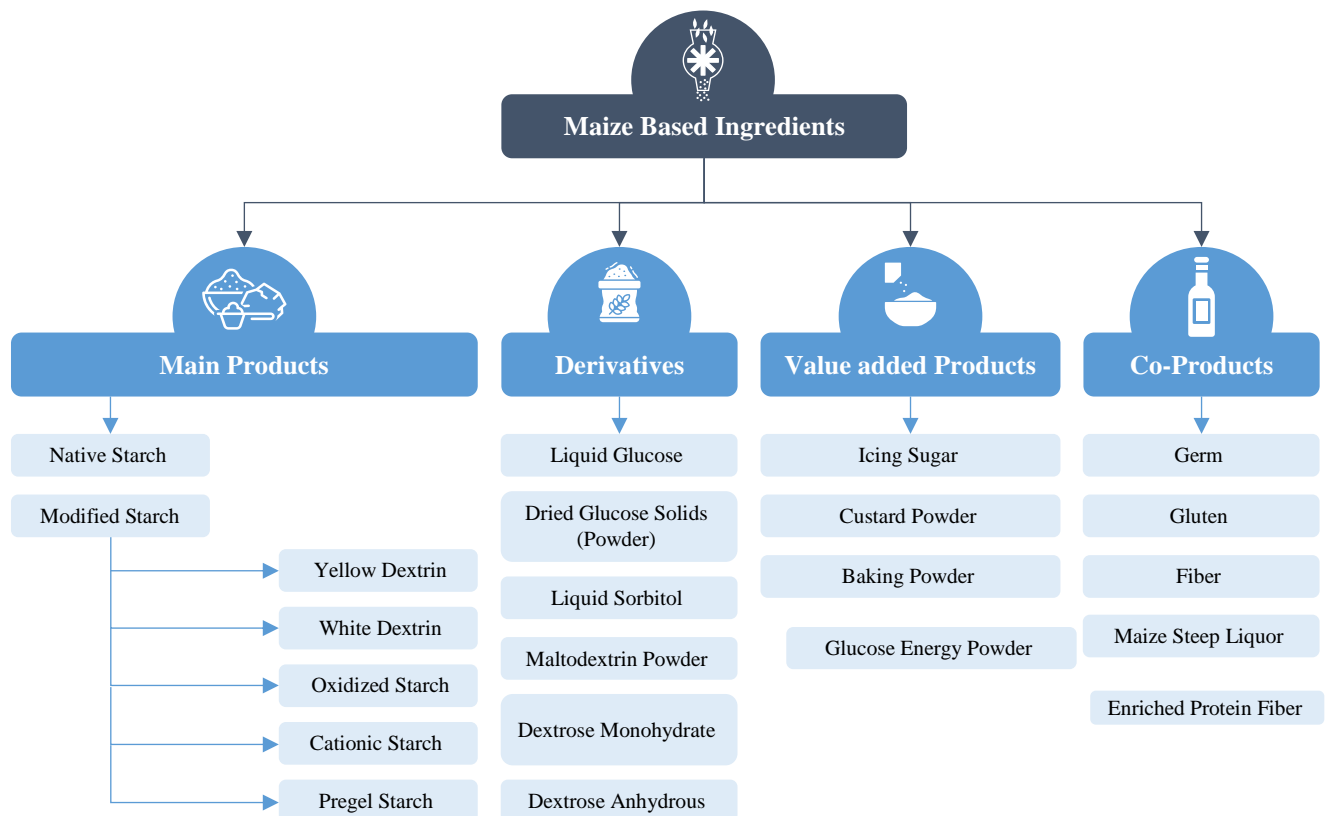 Maize Based Ingredients
Main Products
Native Starch
Modified Starch
Yellow Dextrin
White Dextrin
Oxidized Starch
Cationic Starch
Pregel Starch
Derivatives
Liquid Glucose
Dried Glucose Solids
(Powder)
Liquid Sorbitol
Maltodextrin Powder
Dextrose Monohydrate
Dextrose Anhydrous
Value added Products
Icing Sugar
Custard Powder
Baking Powder
Glucose Energy Powder
Co-Products
Germ
Gluten
Fiber
Maize Steep Liquor
Enriched Protein Fiber